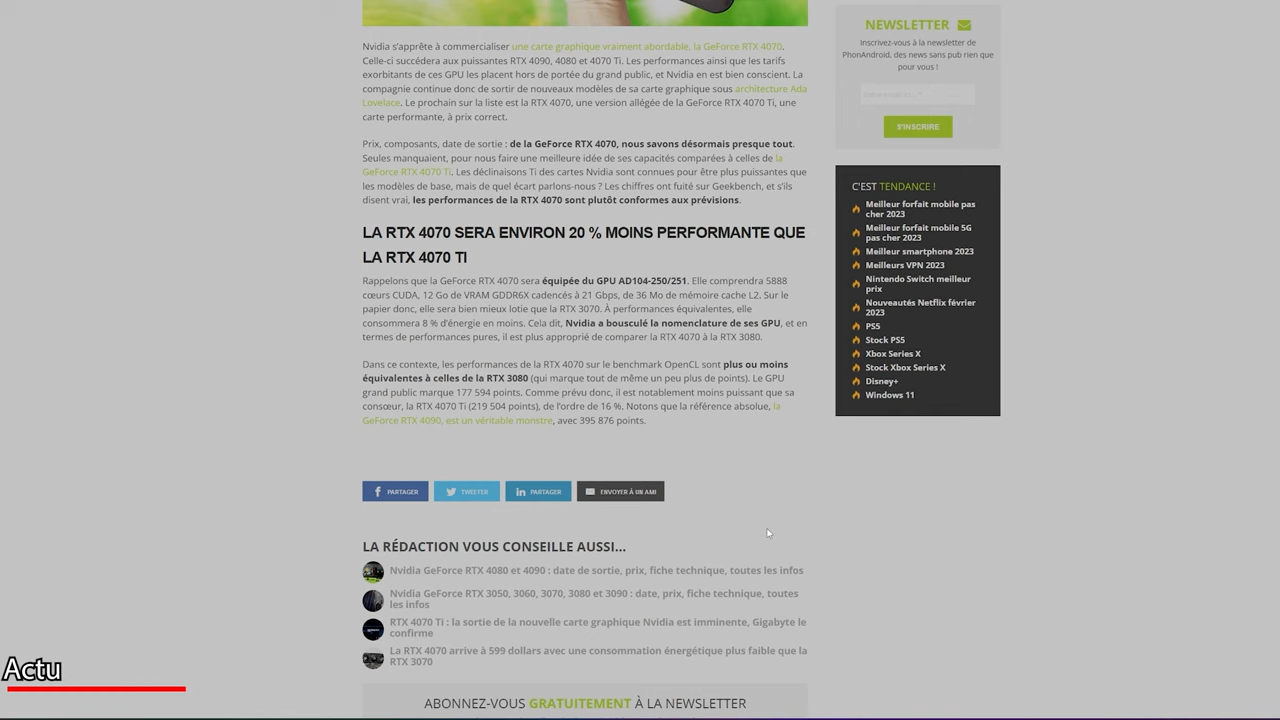 Nvidia s'apprête à commercialiser une carte graphique vraiment abordable, la GeForce RTX 4070.
Celle-ci succédera aux puissantes RTX 4090, 4080 et 4070 Ti. Les performances ainsi que les tarifs
exorbitants de ces GPU les placent hors de portée du grand public, et Nvidia en est bien conscient. La
compagnie continue donc de sortir de nouveaux modèles de sa carte graphique sous architecture Ada
Lovelace. Le prochain sur la liste est la RTX 4070, une version allégée de la GeForce RTX 4070 Ti, une
carte performante, à prix correct.
Prix, composants, date de sortie : de la GeForce RTX 4070, nous savons désormais presque tout.
Seules manquaient, pour nous faire une meilleure idée de ses capacités comparées à celles de la
GeForce RTX 4070 Ti. Les déclinaisons Ti des cartes Nvidia sont connues pour être plus puissantes que
les modèles de base, mais de quel écart parlons-nous ? Les chiffres ont fuité sur Geekbench, et s'ils
disent vrai, les performances de la RTX 4070 sont plutôt conformes aux prévisions.
LA RTX 4070 SERA ENVIRON 20 % MOINS PERFORMANTE QUE
LA RTX 4070 TI
Rappelons que la GeForce RTX 4070 sera équipée du GPU AD104-250/251. Elle comprendra 5888
cœurs CUDA, 12 Go de VRAM GDDR6X cadencés à 21 Gbps, de 36 Mo de mémoire cache L2. Sur le
papier donc, elle sera bien mieux lotie que la RTX 3070. À performances équivalentes, elle
consommera 8 % d'énergie en moins. Cela dit, Nvidia a bousculé la nomenclature de ses GPU, et en
termes de performances pures, il est plus approprié de comparer la RTX 4070 à la RTX 3080.
Dans ce contexte, les performances de la RTX 4070 sur le benchmark OpenCL sont plus ou moins
équivalentes à celles de la RTX 3080 (qui marque tout de même un peu plus de points). Le GPU
grand public marque 177 594 points. Comme prévu donc, il est notablement moins puissant que sa
consœur, la RTX 4070 Ti (219 504 points), de l'ordre de 16 %. Notons que la référence absolue, la
GeForce RTX 4090, est un véritable monstre, avec 395 876 points.
PARTAGER
TWEETER
PARTAGER
ENVOYER À UN AMI
LA RÉDACTION VOUS CONSEILLE AUSSI...
Nvidia GeForce RTX 4080 et 4090 : date de sortie, prix, fiche technique, toutes les infos
Nvidia GeForce RTX 3050, 3060, 3070, 3080 et 3090 : date, prix, fiche technique, toutes
les infos
RTX 4070 Ti : la sortie de la nouvelle carte graphique Nvidia est imminente, Gigabyte le
confirme
La RTX 4070 arrive à 599 dollars avec une consommation énergétique plus faible que la
RTX 3070
ABONNEZ-VOUS GRATUITEMENT À LA NEWSLETTER
NEWSLETTER
Inscrivez-vous à la newsletter de
PhonAndroid, des news sans pub rien que
pour vous !
S'INSCRIRE
C'EST TENDANCE !
Meilleur forfait mobile pas
cher 2023
Meilleur forfait mobile 5G
pas cher 2023
Meilleur smartphone 2023
Meilleurs VPN 2023
Nintendo Switch meilleur
prix
Nouveautés Netflix février
2023
PS5
Stock PS5
Xbox Series X
Stock Xbox Series X
Disney+
Windows 11
Actu